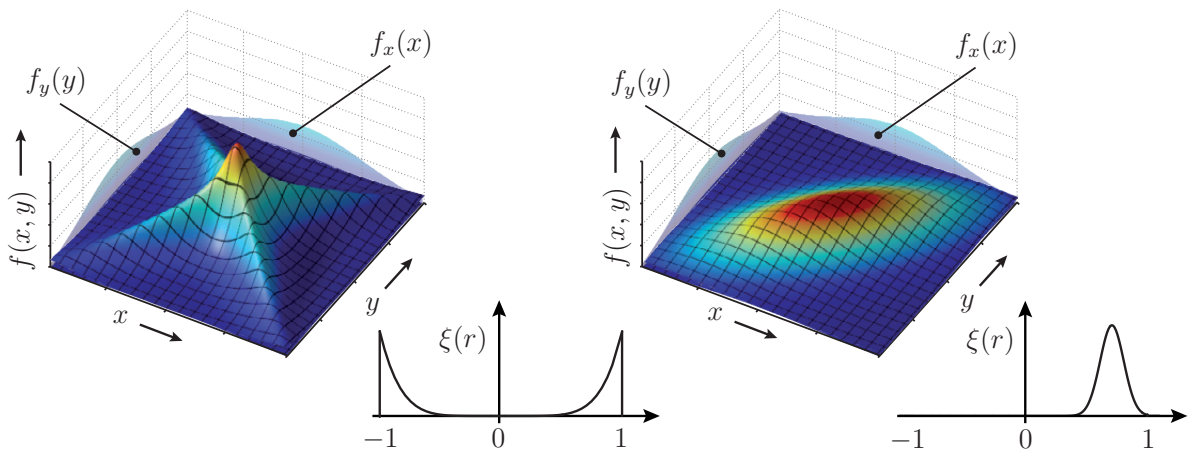 f_x(x)
f_y(y)
f(x, y)
x
y
ξ(r)
−1
0
1
f_x(x)
f_y(y)
f(x, y)
x
y
ξ(r)
−1
0
1